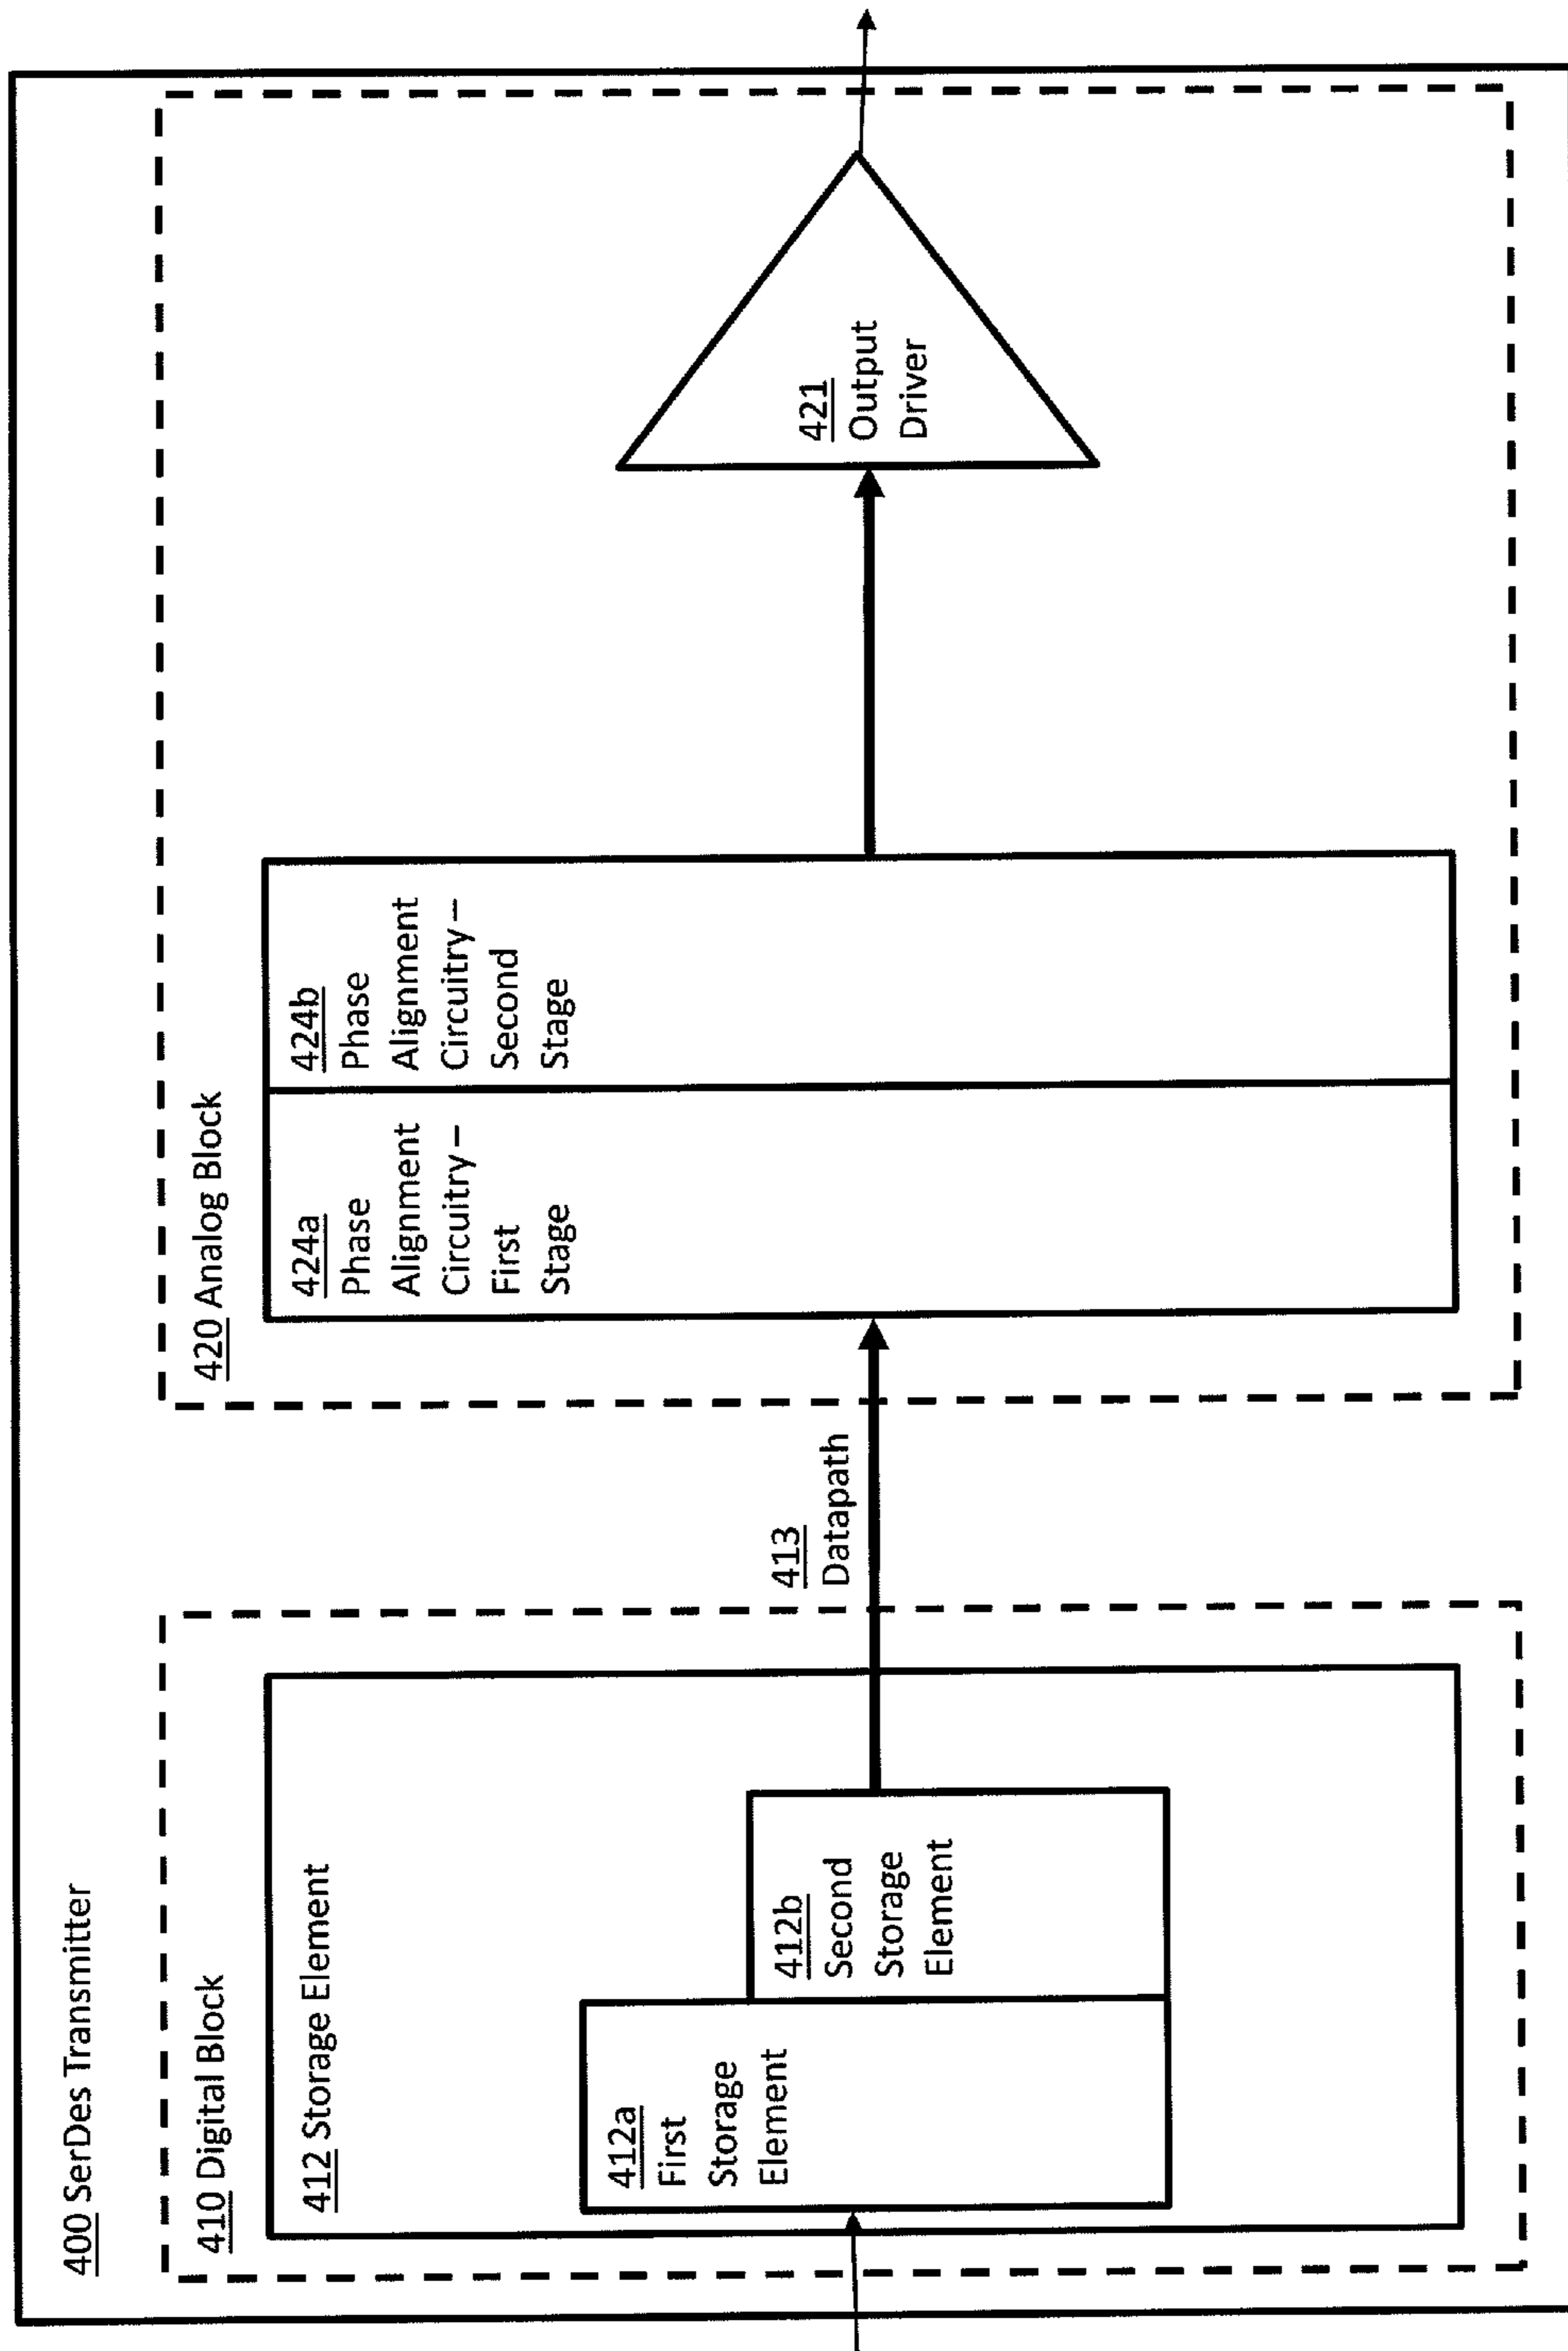 400 SerDes Transmitter
410 Digital Block
412 Storage Element
412a
First
Storage
Element
412b
Second
Storage
Element
413
Datapath
420 Analog Block
424a
Phase
Alignment
Circuitry –
First
Stage
424b
Phase
Alignment
Circuitry –
Second
Stage
421
Output
Driver